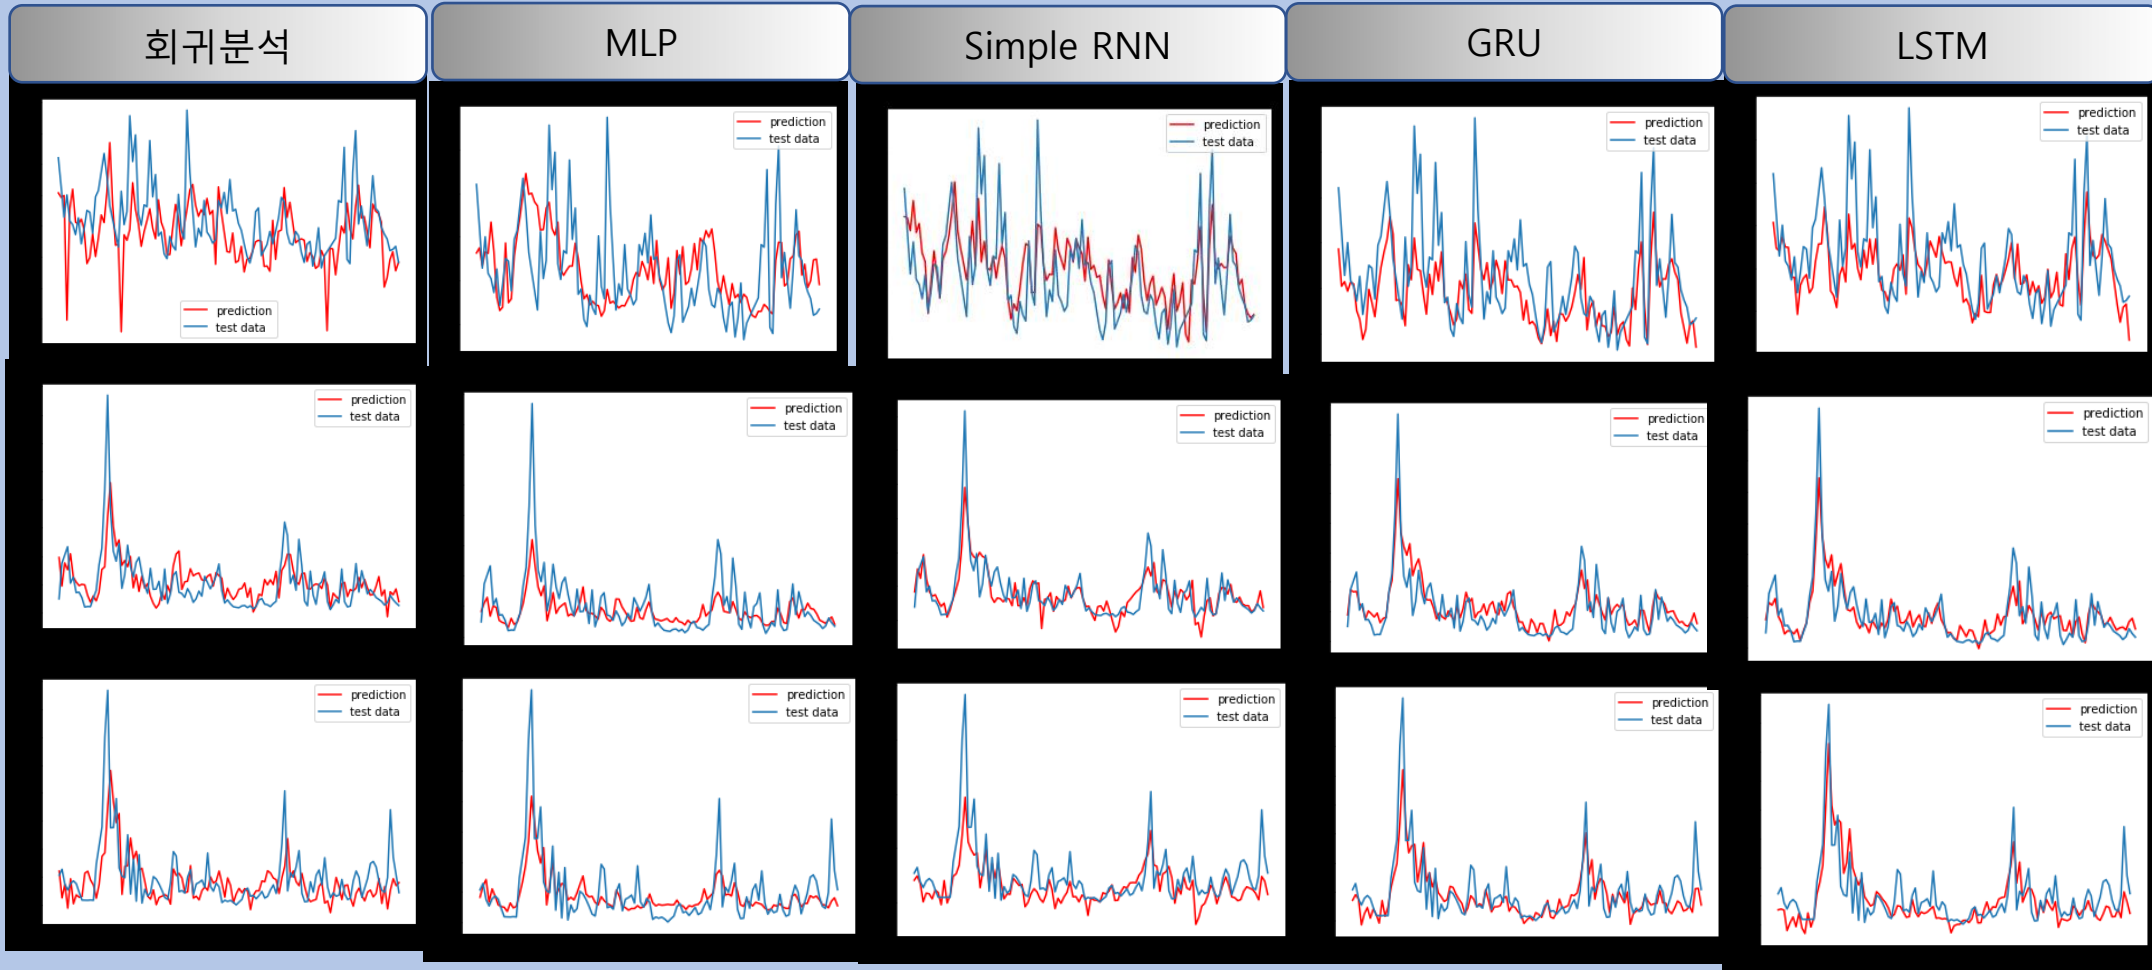 회귀분석
MLP
Simple RNN
GRU
LSTM
prediction
test data
prediction
test data
prediction
test data
prediction
test data
prediction
test data
prediction
test data
prediction
test data
prediction
test data
prediction
test data
prediction
test data
prediction
test data
prediction
test data
prediction
test data
prediction
test data
prediction
test data